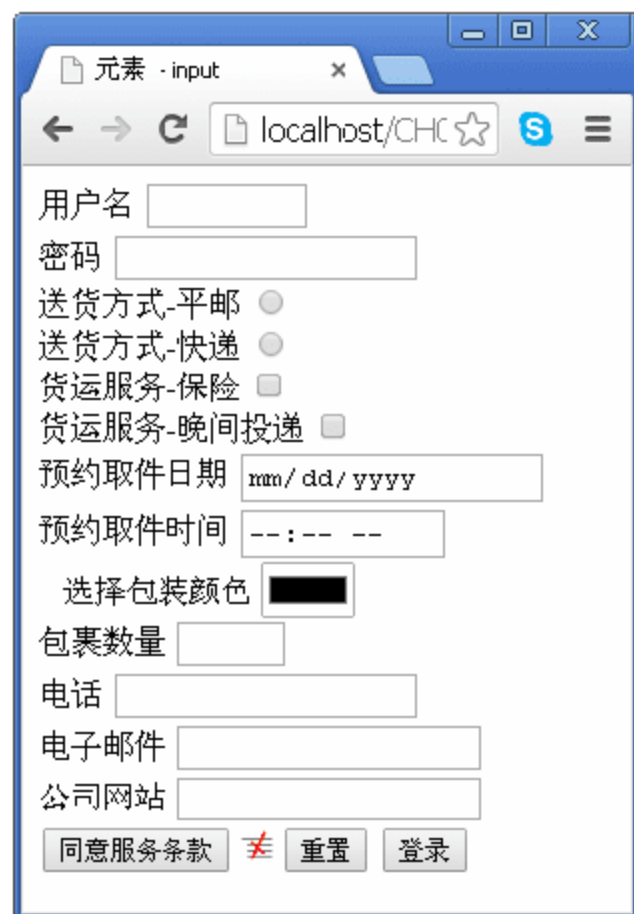 元素 - input
localhost/CHC
用户名
密码
送货方式-平邮
送货方式-快递
货运服务-保险
货运服务-晚间投递
预约取件日期 mm/dd/yyyy
预约取件时间 --:-- --
选择包装颜色
包裹数量
电话
电子邮件
公司网站
同意服务条款 重置 登录